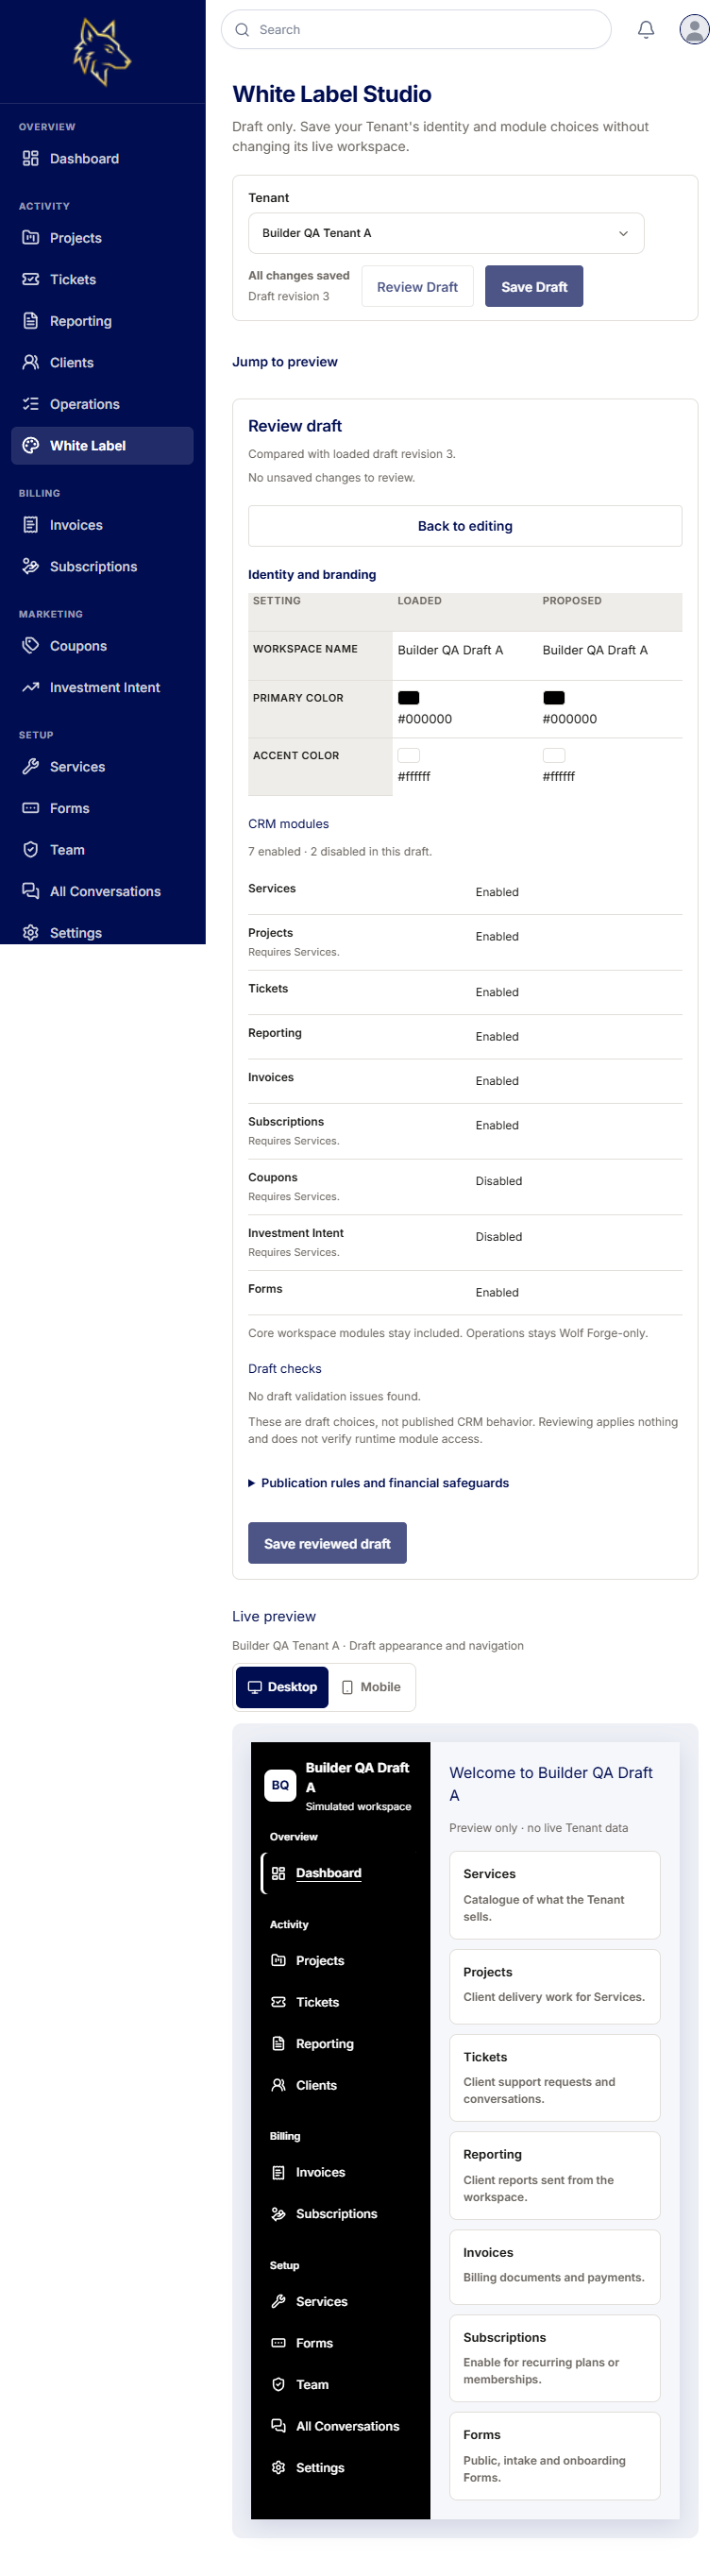 Search
OVERVIEW
Dashboard
ACTIVITY
Projects
Tickets
Reporting
Clients
Operations
White Label
BILLING
Invoices
Subscriptions
MARKETING
Coupons
Investment Intent
SETUP
Services
Forms
Team
All Conversations
Settings
White Label Studio
Draft only. Save your Tenant's identity and module choices without
changing its live workspace.
Tenant
Builder QA Tenant A
All changes saved
Draft revision 3
Review Draft
Save Draft
Jump to preview
Review draft
Compared with loaded draft revision 3.
No unsaved changes to review.
Back to editing
Identity and branding
SETTING LOADED PROPOSED
WORKSPACE NAME Builder QA Draft A Builder QA Draft A
PRIMARY COLOR #000000 #000000
ACCENT COLOR #ffffff #ffffff
CRM modules
7 enabled · 2 disabled in this draft.
Services Enabled
Projects Enabled
Requires Services.
Tickets Enabled
Reporting Enabled
Invoices Enabled
Subscriptions Enabled
Requires Services.
Coupons Disabled
Requires Services.
Investment Intent Disabled
Requires Services.
Forms Enabled
Core workspace modules stay included. Operations stays Wolf Forge-only.
Draft checks
No draft validation issues found.
These are draft choices, not published CRM behavior. Reviewing applies nothing
and does not verify runtime module access.
Publication rules and financial safeguards
Save reviewed draft
Live preview
Builder QA Tenant A · Draft appearance and navigation
Desktop
Mobile
BQ
Builder QA Draft
A
Simulated workspace
Overview
Dashboard
Activity
Projects
Tickets
Reporting
Clients
Billing
Invoices
Subscriptions
Setup
Services
Forms
Team
All Conversations
Settings
Welcome to Builder QA Draft
A
Preview only · no live Tenant data
Services
Catalogue of what the Tenant
sells.
Projects
Client delivery work for Services.
Tickets
Client support requests and
conversations.
Reporting
Client reports sent from the
workspace.
Invoices
Billing documents and payments.
Subscriptions
Enable for recurring plans or
memberships.
Forms
Public, intake and onboarding
Forms.